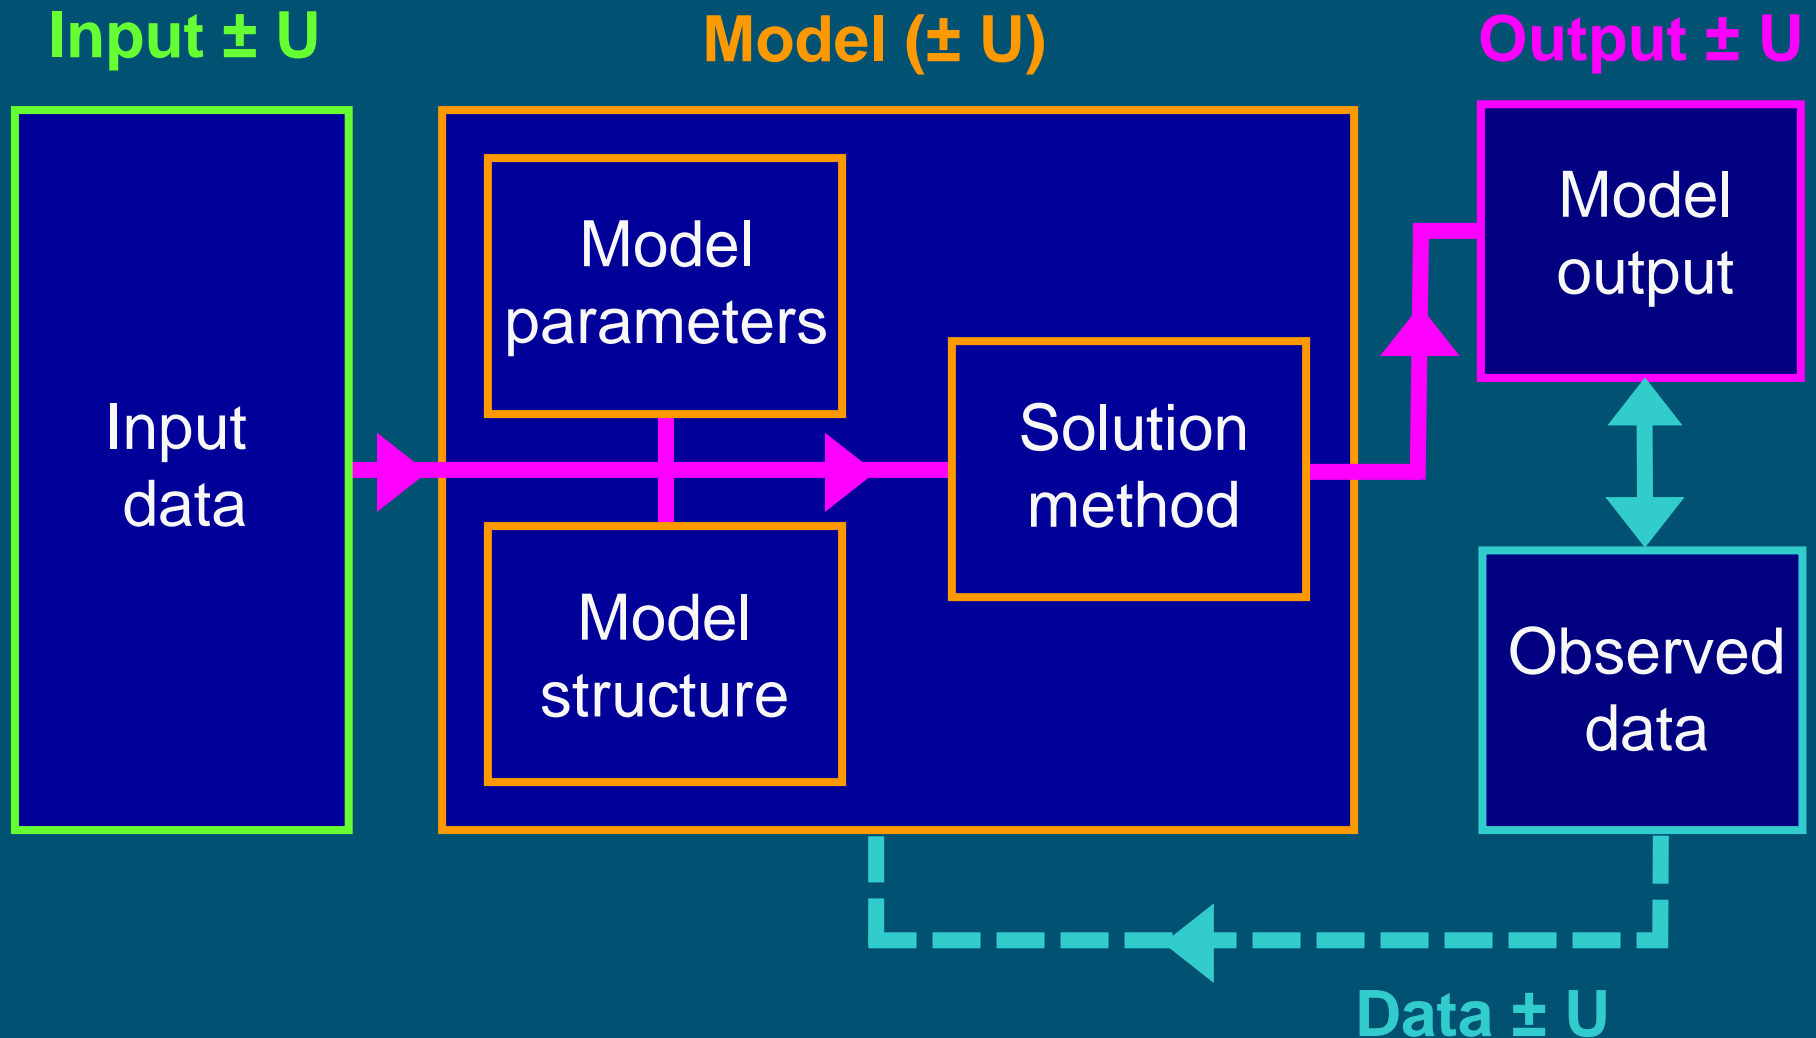 Input ± U
Model (± U)
Output ± U
Input
data
Model
parameters
Model
structure
Solution
method
Model
output
Observed
data
Data ± U